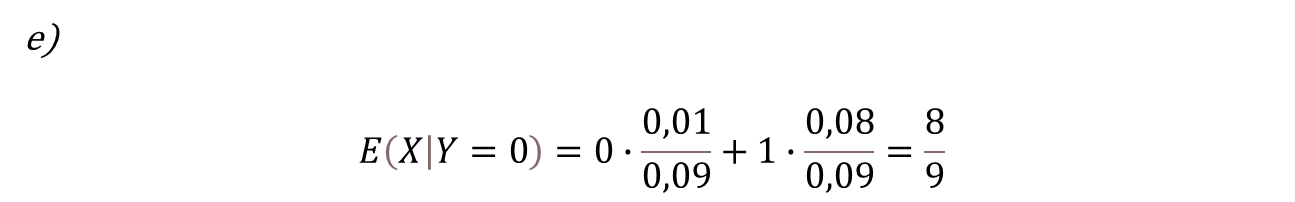 e)
E(X|Y = 0) = 0 · 0,01/0,09 + 1 · 0,08/0,09 = 8/9